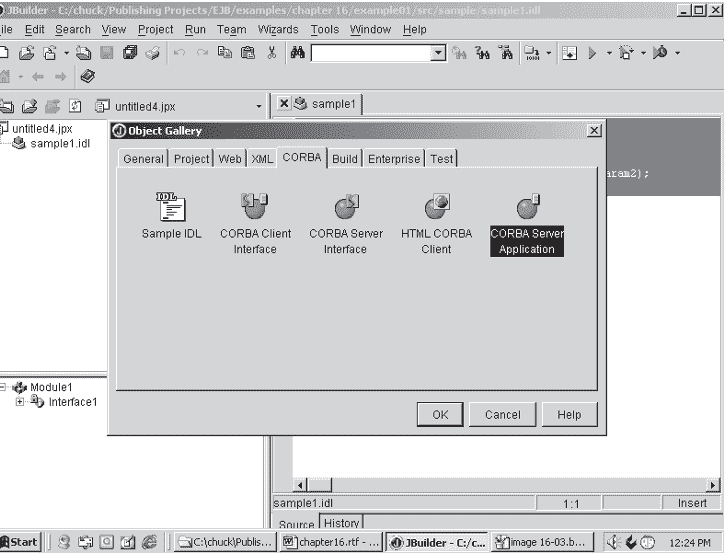 JBuilder - C:/chuck/Publishing Projects/EJB/examples/chapter 16/example01/src/sample/sample1.idl
ile Edit Search View Project Run Team Wizards Tools Window Help
untitled4.jpx
sample1
untitled4.jpx
sample1.idl
Object Gallery
General Project Web XML CORBA Build Enterprise Test
aram2);
IDL
Sample IDL
CORBA Client
Interface
CORBA Server
Interface
HTML CORBA
Client
CORBA Server
Application
OK Cancel Help
Module1
Interface1
sample1.idl 1:1 Insert
Source History
Start C:\chuck\Publis... chapter16.rtf - ... JBuilder - C:/c... image 16-03.b... 12:24 PM